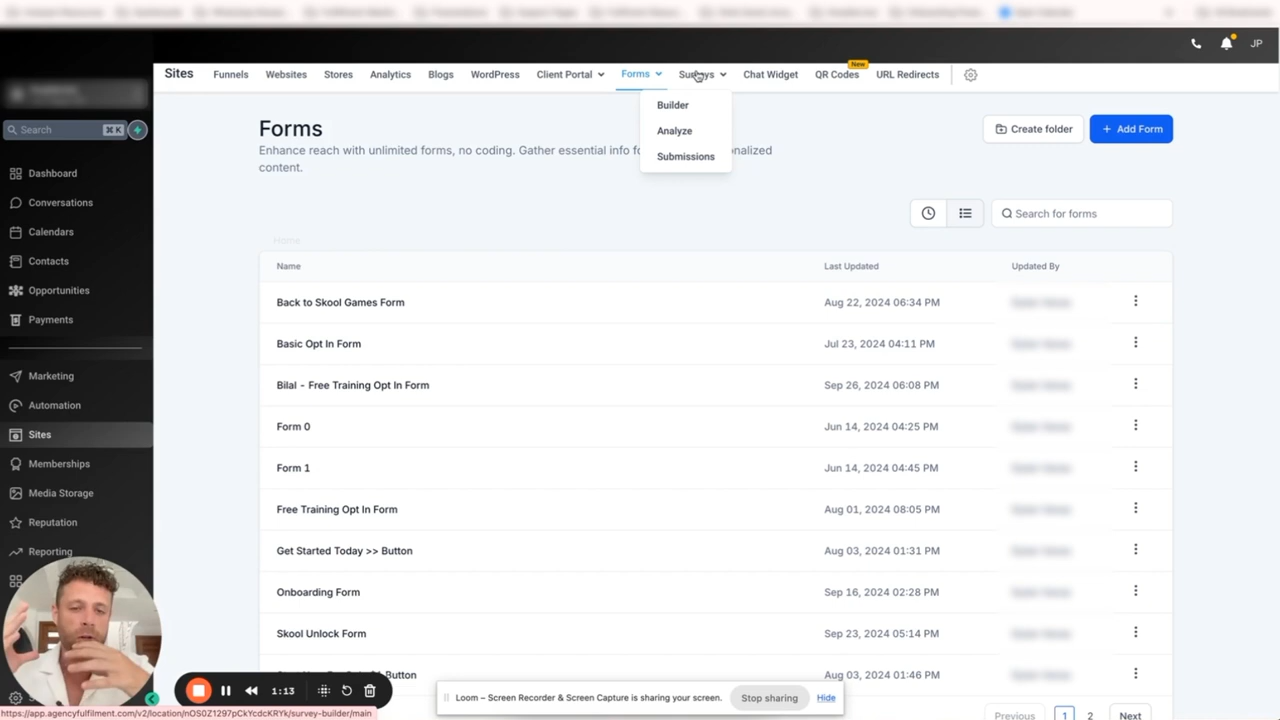 JP
Sites
Funnels
Websites
Stores
Analytics
Blogs
WordPress
Client Portal
Forms
Surveys
Chat Widget
New
QR Codes
URL Redirects
Search
⌘ K
Dashboard
Conversations
Calendars
Contacts
Opportunities
Payments
Marketing
Automation
Sites
Memberships
Media Storage
Reputation
Reporting
Builder
Analyze
Submissions
Forms
Enhance reach with unlimited forms, no coding. Gather essential info
content.
Create folder
+ Add Form
Search for forms
Home
Name
Last Updated
Updated By
Back to Skool Games Form
Aug 22, 2024 06:34 PM
Basic Opt In Form
Jul 23, 2024 04:11 PM
Bilal - Free Training Opt In Form
Sep 26, 2024 06:08 PM
Form 0
Jun 14, 2024 04:25 PM
Form 1
Jun 14, 2024 04:45 PM
Free Training Opt In Form
Aug 01, 2024 08:05 PM
Get Started Today >> Button
Aug 03, 2024 01:31 PM
Onboarding Form
Sep 16, 2024 02:28 PM
Skool Unlock Form
Sep 23, 2024 05:14 PM
Button
Aug 03, 2024 01:46 PM
1:13
Loom – Screen Recorder & Screen Capture is sharing your screen.
Stop sharing
Hide
Previous
1
2
Next
https://app.agencyfulfilment.com/v2/location/nOS0Z1297pCkYcdcKRYk/survey-builder/main